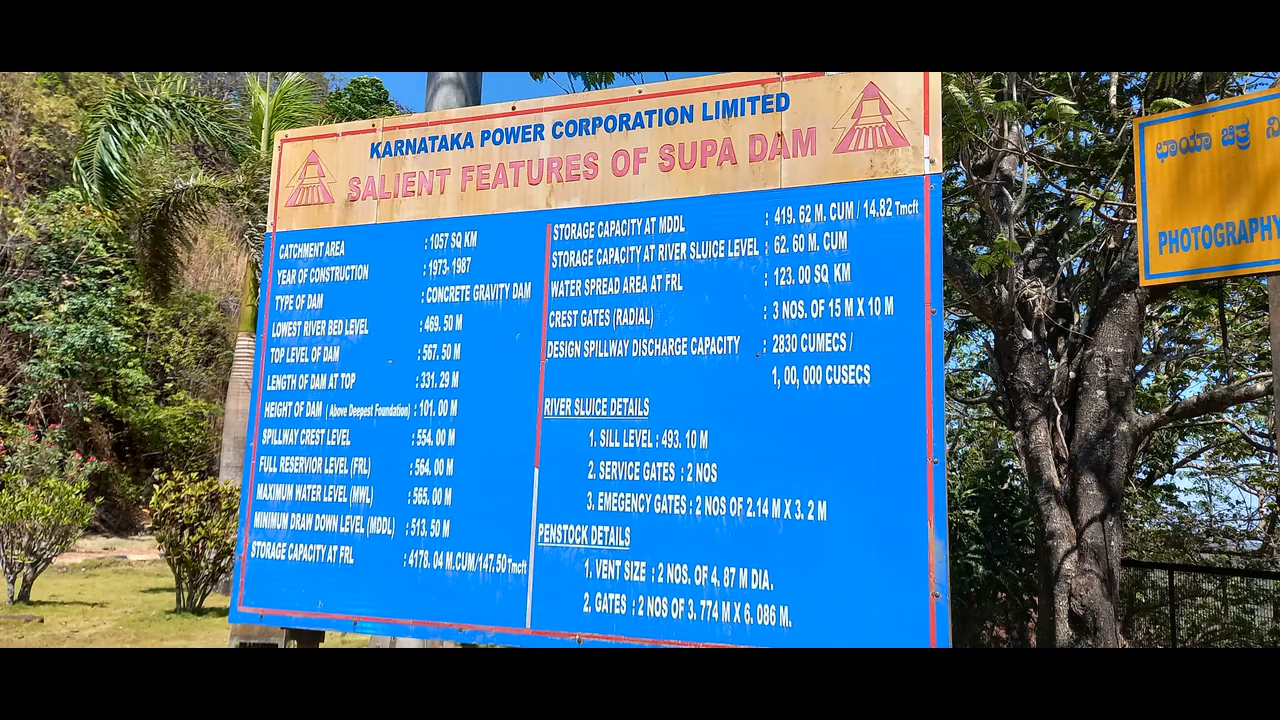 KARNATAKA POWER CORPORATION LIMITED
SALIENT FEATURES OF SUPA DAM
CATCHMENT AREA : 1057 SQ KM
YEAR OF CONSTRUCTION : 1973- 1987
TYPE OF DAM : CONCRETE GRAVITY DAM
LOWEST RIVER BED LEVEL : 469. 50 M
TOP LEVEL OF DAM : 567. 50 M
LENGTH OF DAM AT TOP : 331. 29 M
HEIGHT OF DAM ( Above Deepest Foundation) : 101. 00 M
SPILLWAY CREST LEVEL : 554. 00 M
FULL RESERVIOR LEVEL (FRL) : 564. 00 M
MAXIMUM WATER LEVEL (MWL) : 565. 00 M
MINIMUM DRAW DOWN LEVEL (MDDL) : 513. 50 M
STORAGE CAPACITY AT FRL : 4178. 04 M.CUM/147.50 Tmcft
STORAGE CAPACITY AT MDDL : 419. 62 M. CUM / 14.82 Tmcft
STORAGE CAPACITY AT RIVER SLUICE LEVEL : 62. 60 M. CUM
WATER SPREAD AREA AT FRL : 123. 00 SQ KM
CREST GATES (RADIAL) : 3 NOS. OF 15 M X 10 M
DESIGN SPILLWAY DISCHARGE CAPACITY : 2830 CUMECS /
1, 00, 000 CUSECS
RIVER SLUICE DETAILS
1. SILL LEVEL : 493. 10 M
2. SERVICE GATES : 2 NOS
3. EMEGENCY GATES : 2 NOS OF 2.14 M X 3. 2 M
PENSTOCK DETAILS
1. VENT SIZE : 2 NOS. OF 4. 87 M DIA.
2. GATES : 2 NOS OF 3. 774 M X 6. 086 M.
ಛಾಯಾ ಚಿತ್ರ ನಿ
PHOTOGRAPHY